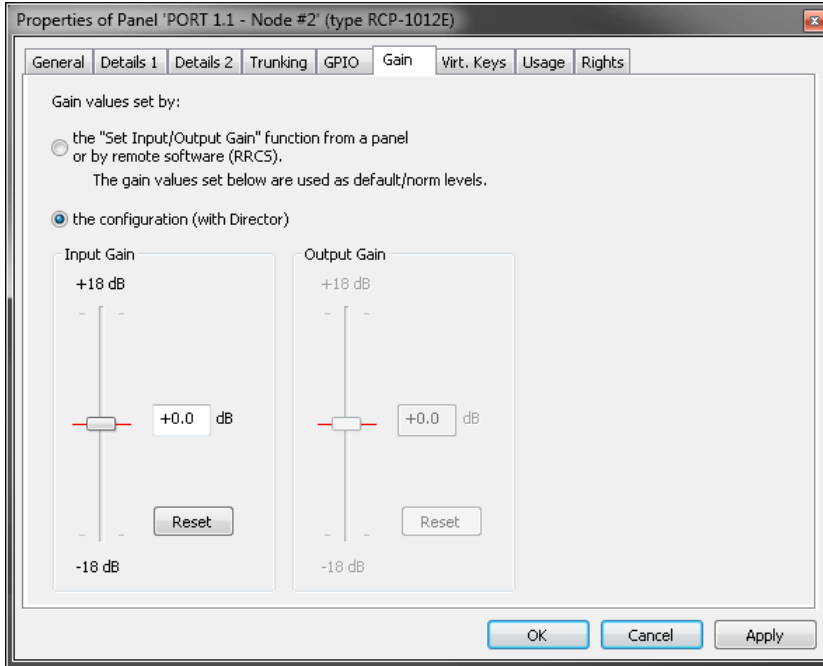 Properties of Panel 'PORT 1.1 - Node #2' (type RCP-1012E)
General Details 1 Details 2 Trunking GPIO Gain Virt. Keys Usage Rights
Gain values set by:
the "Set Input/Output Gain" function from a panel
or by remote software (RRCS).
The gain values set below are used as default/norm levels.
the configuration (with Director)
Input Gain
+18 dB
+0.0 dB
Reset
-18 dB
Output Gain
+18 dB
+0.0 dB
Reset
-18 dB
OK Cancel Apply